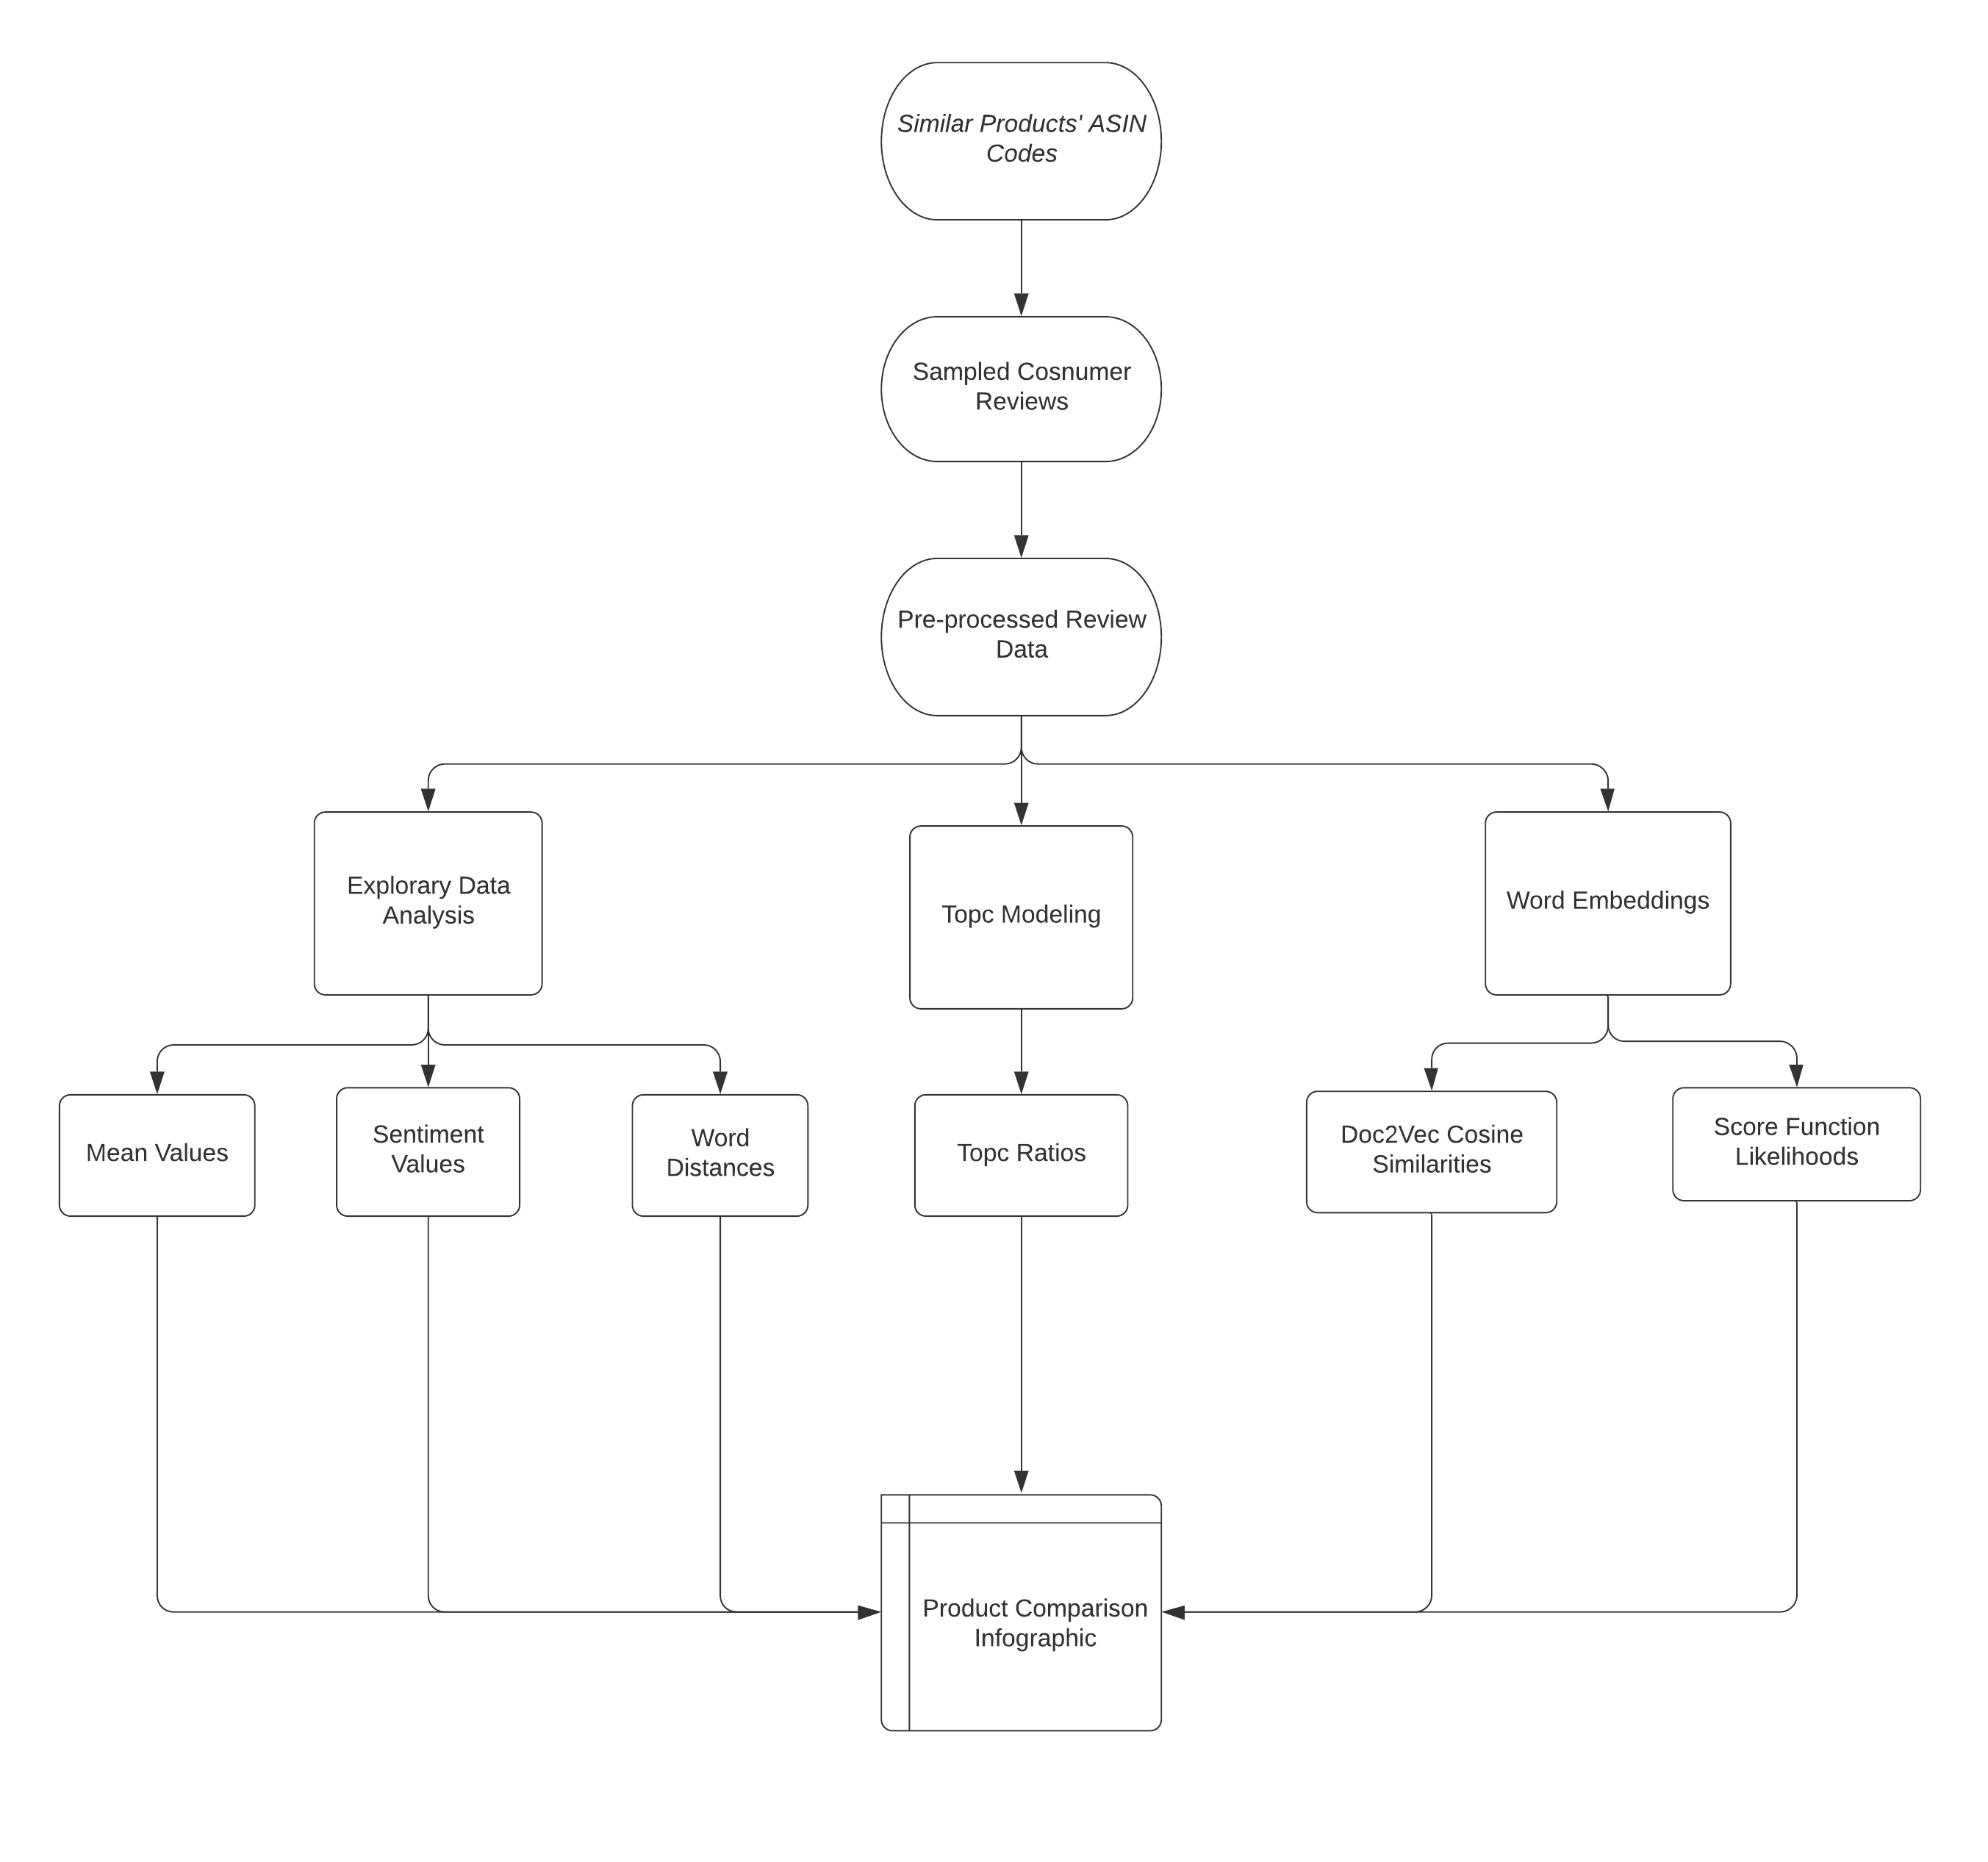 Similar Products' ASIN
Codes
Sampled Cosnumer
Reviews
Pre-processed Review
Data
Explorary Data
Analysis
Topc Modeling
Word Embeddings
Mean Values
Sentiment
Values
Word
Distances
Topc Ratios
Doc2Vec Cosine
Similarities
Score Function
Likelihoods
Product Comparison
Infographic